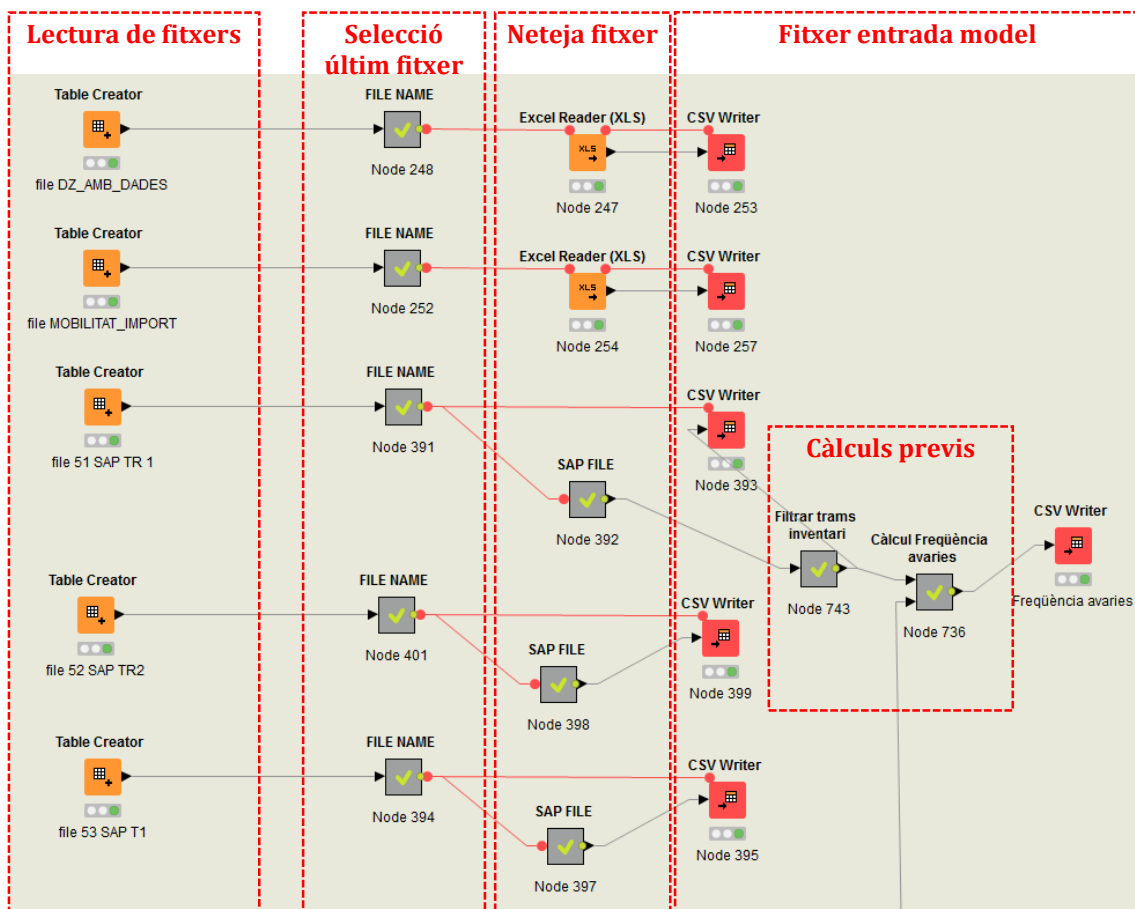 Lectura de fitxers
Selecció
últim fitxer
Neteja fitxer
Fitxer entrada model
Table Creator
FILE NAME
Excel Reader (XLS)
CSV Writer
XLS
file DZ_AMB_DADES
Node 248
Node 247
Node 253
Table Creator
FILE NAME
Excel Reader (XLS)
CSV Writer
XLS
file MOBILITAT_IMPORT
Node 252
Node 254
Node 257
Table Creator
FILE NAME
CSV Writer
file 51 SAP TR 1
Node 391
Node 393
SAP FILE
Node 392
Càlculs previs
Filtrar trams
inventari
Node 743
Càlcul Freqüència
avaries
Node 736
CSV Writer
Freqüència avaries
Table Creator
FILE NAME
CSV Writer
file 52 SAP TR2
Node 401
SAP FILE
Node 399
Node 398
Table Creator
FILE NAME
CSV Writer
file 53 SAP T1
Node 394
SAP FILE
Node 395
Node 397